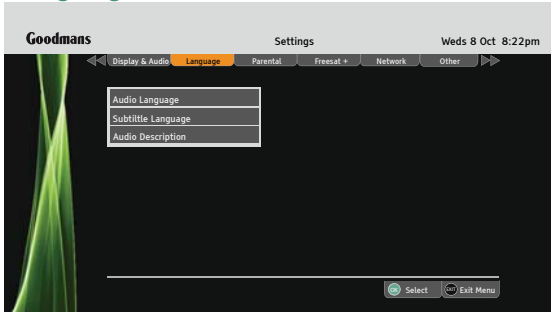 Goodmans Settings Weds 8 Oct 8:22pm
Display & Audio Language Parental Freesat + Network Other
Audio Language
Subtittle Language
Audio Description
OK Select EXIT Exit Menu